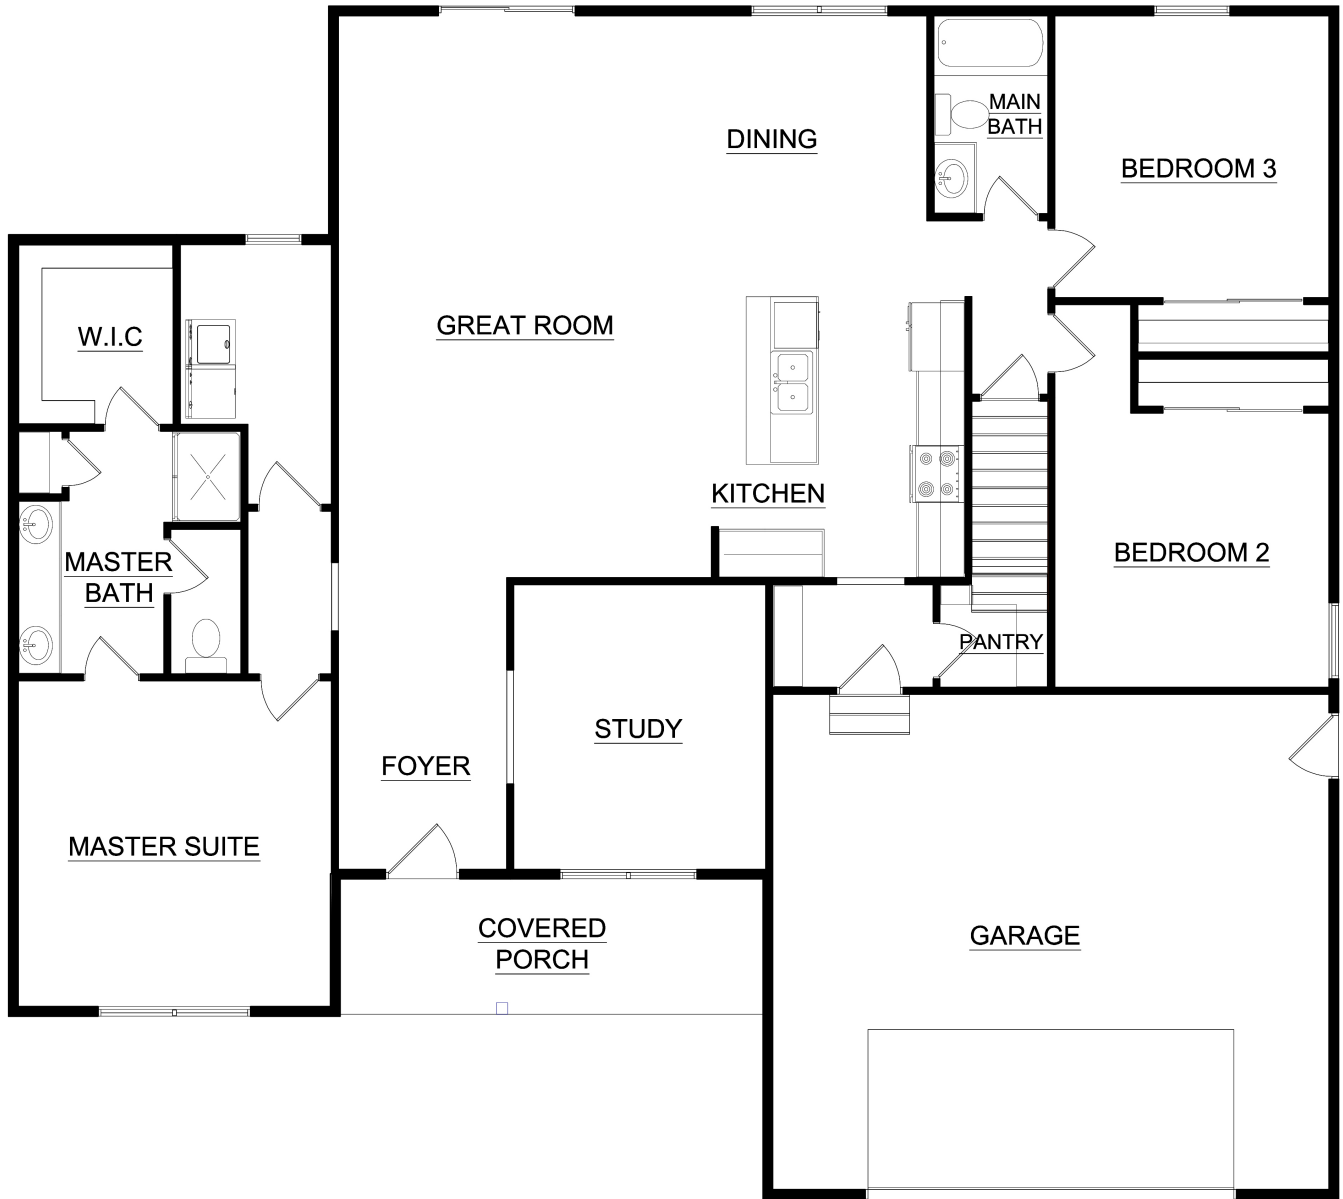 MAIN
BATH
DINING
BEDROOM 3
W.I.C
GREAT ROOM
KITCHEN
BEDROOM 2
MASTER
BATH
PANTRY
STUDY
FOYER
MASTER SUITE
COVERED
PORCH
GARAGE